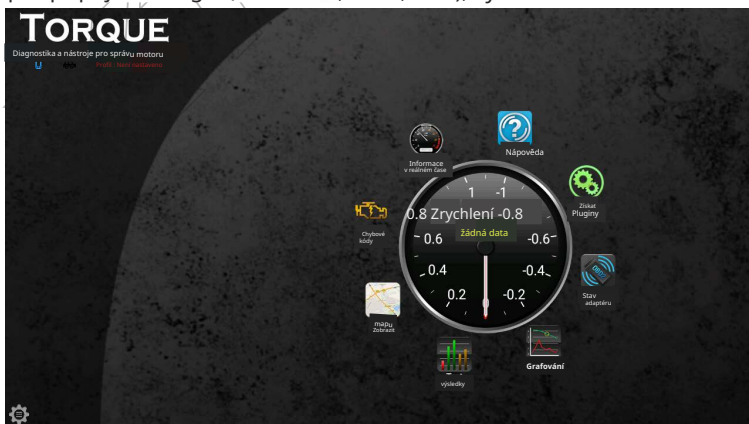 TORQUE
Diagnostika a nástroje pro správu motoru
Nápověda
Informace
v reálném čase
Získat
Pluginy
1 -1
0.8 Zrychlení -0.8
žádná data
Chybové
kódy
0.6 -0.6
0.4 -0.4
0.2 -0.2
Stav
adaptéru
mapu
Zobrazit
Grafování
výsledky